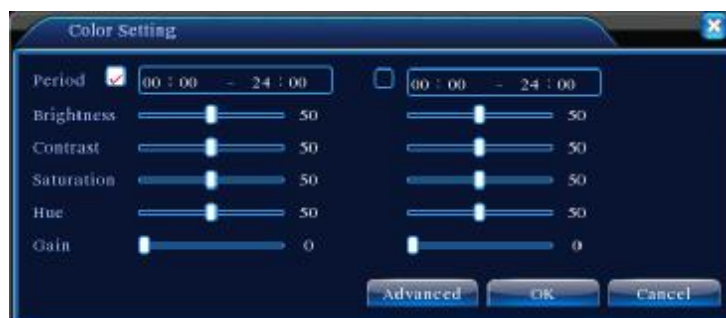 Color Setting
Period 00 : 00 - 24 : 00 00 : 00 - 24 : 00
Brightness 50 50
Contrast 50 50
Saturation 50 50
Hue 50 50
Gain 0 0
Advanced OK Cancel